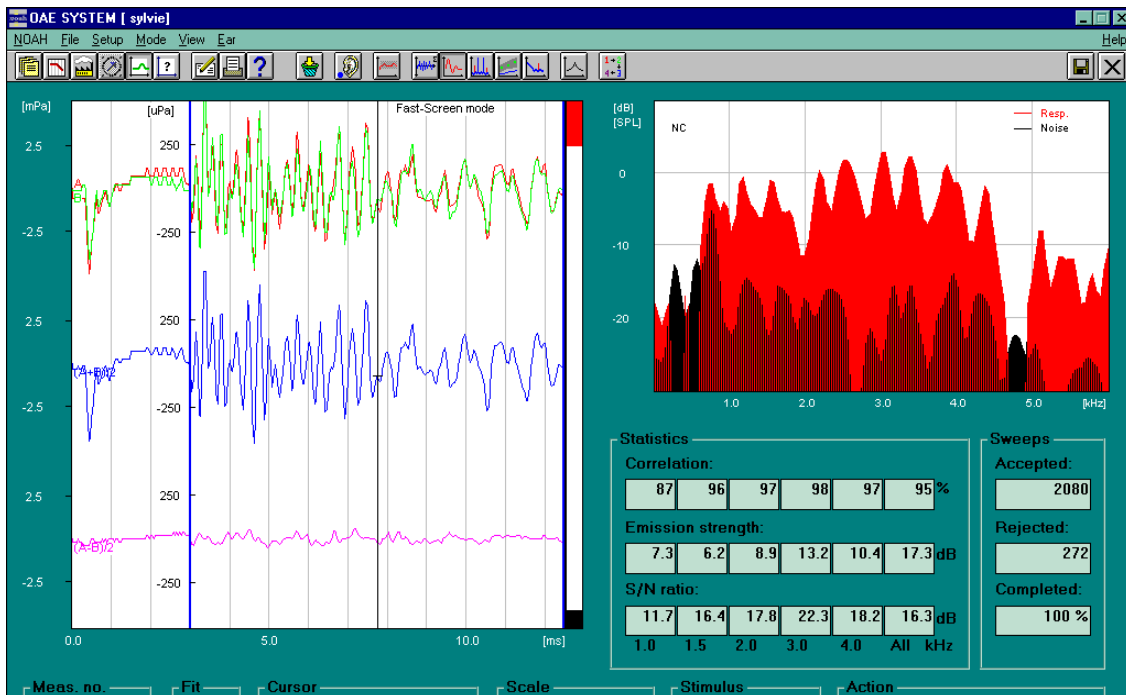 OAE SYSTEM [ sylvie]
NOAH File Setup Mode View Ear Help
[mPa] [uPa] Fast-Screen mode
2.5 250
A
B
-2.5 -250
2.5 250
(A+B)/2
-2.5 -250
2.5 250
(A-B)/2
-2.5 -250
0.0 5.0 10.0 [ms]
[dB]
[SPL] NC Resp.
Noise
0
-10
-20
1.0 2.0 3.0 4.0 5.0 [kHz]
Statistics
Correlation:
87 96 97 98 97 95 %
Emission strength:
7.3 6.2 8.9 13.2 10.4 17.3 dB
S/N ratio:
11.7 16.4 17.8 22.3 18.2 16.3 dB
1.0 1.5 2.0 3.0 4.0 All kHz
Sweeps
Accepted:
2080
Rejected:
272
Completed:
100 %
Meas. no. Fit Cursor Scale Stimulus Action